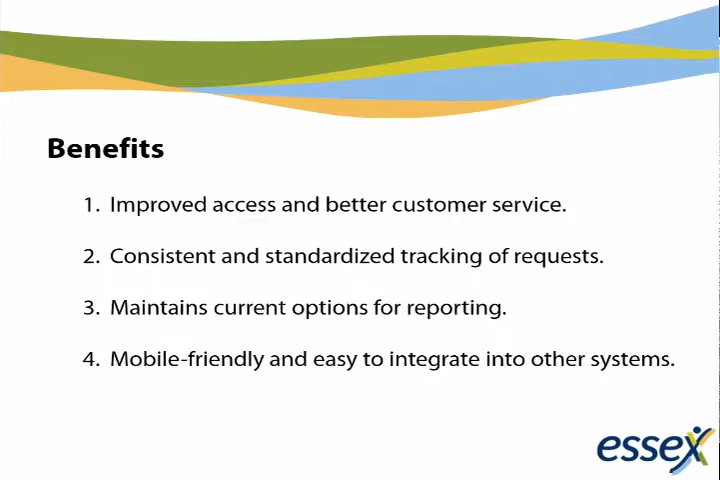 Benefits
1. Improved access and better customer service.
2. Consistent and standardized tracking of requests.
3. Maintains current options for reporting.
4. Mobile-friendly and easy to integrate into other systems.
essex